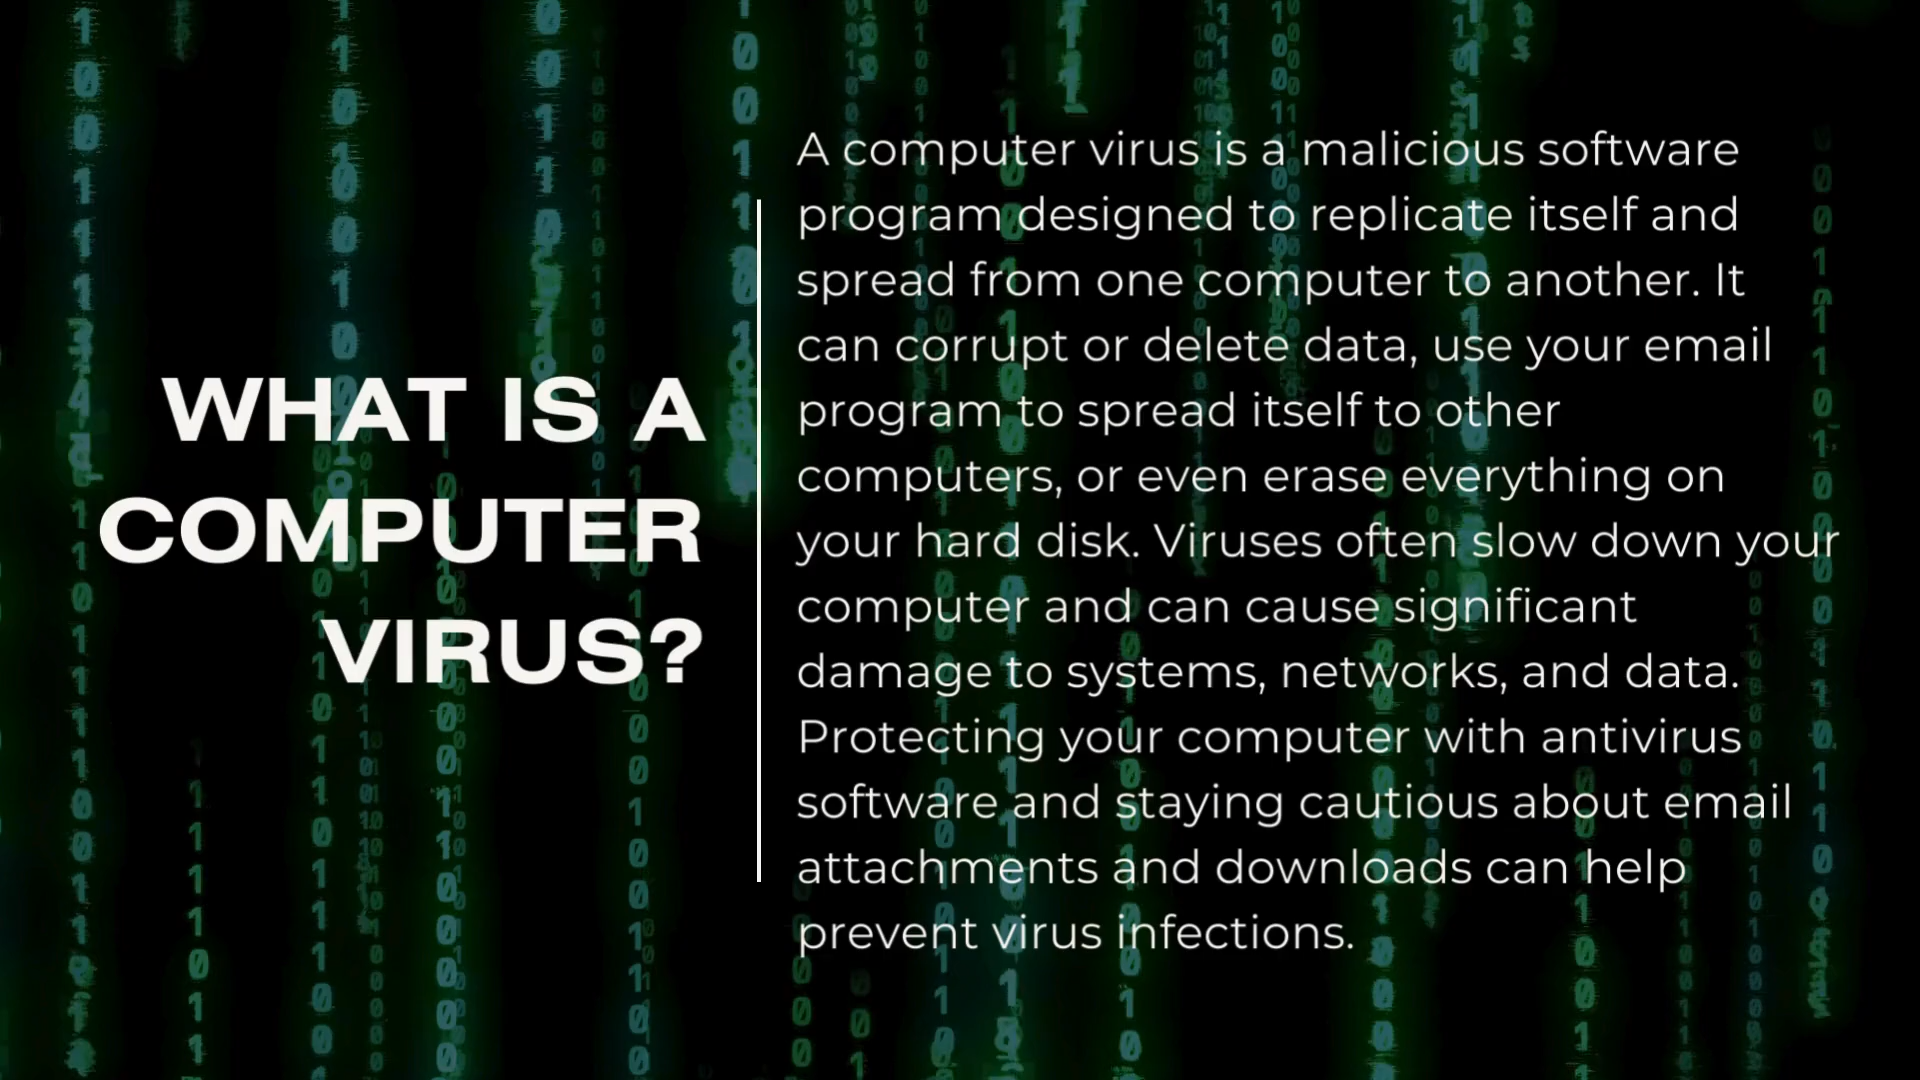 WHAT IS A
COMPUTER
VIRUS?
A computer virus is a malicious software
program designed to replicate itself and
spread from one computer to another. It
can corrupt or delete data, use your email
program to spread itself to other
computers, or even erase everything on
your hard disk. Viruses often slow down your
computer and can cause significant
damage to systems, networks, and data.
Protecting your computer with antivirus
software and staying cautious about email
attachments and downloads can help
prevent virus infections.